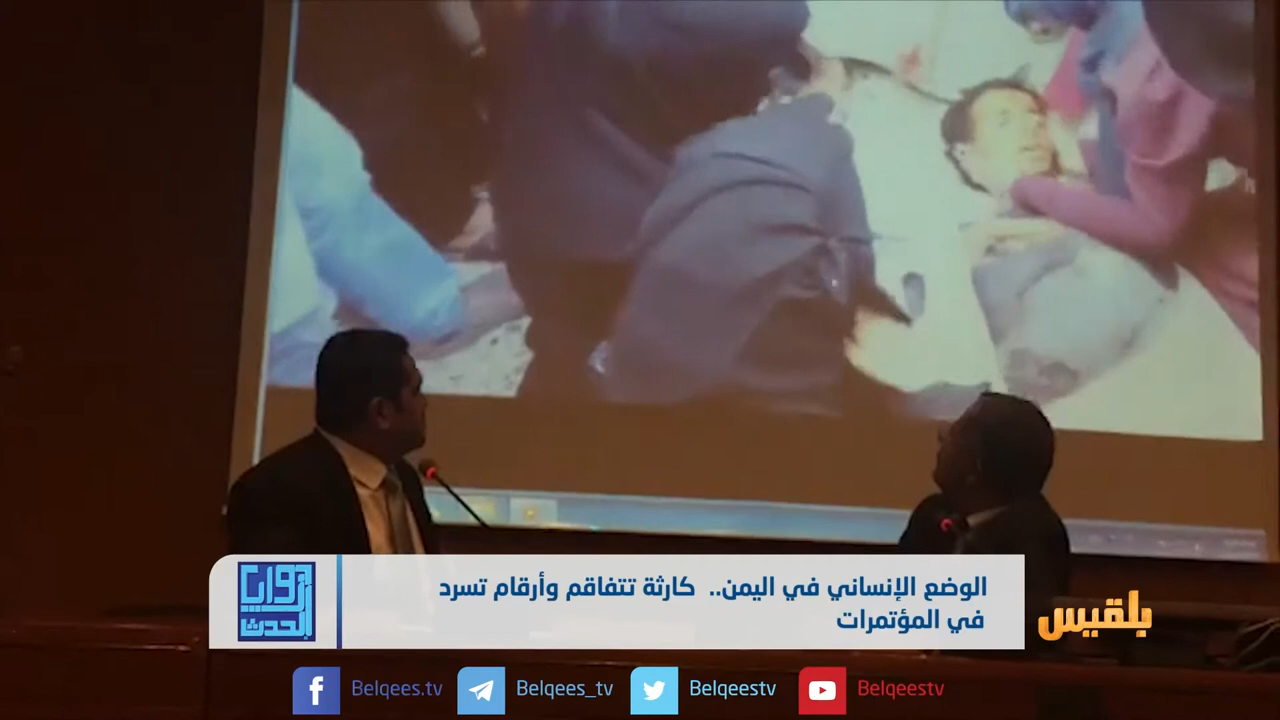 الوضع الإنساني في اليمن.. كارثة تتفاقم وأرقام تسرد
في المؤتمرات
زوايا
الحدث
بلقيس
Belqees.tv
Belqees_tv
Belqeestv
Belqeestv